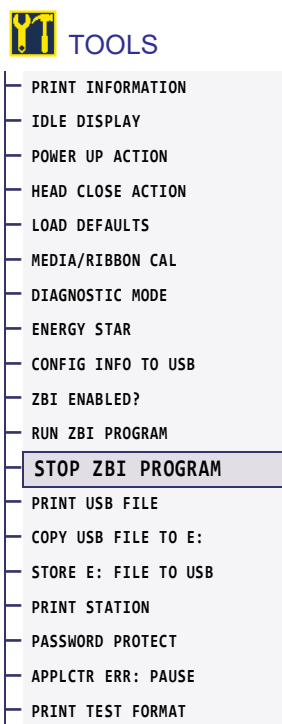 TOOLS
PRINT INFORMATION
IDLE DISPLAY
POWER UP ACTION
HEAD CLOSE ACTION
LOAD DEFAULTS
MEDIA/RIBBON CAL
DIAGNOSTIC MODE
ENERGY STAR
CONFIG INFO TO USB
ZBI ENABLED?
RUN ZBI PROGRAM
STOP ZBI PROGRAM
PRINT USB FILE
COPY USB FILE TO E:
STORE E: FILE TO USB
PRINT STATION
PASSWORD PROTECT
APPLCTR ERR: PAUSE
PRINT TEST FORMAT